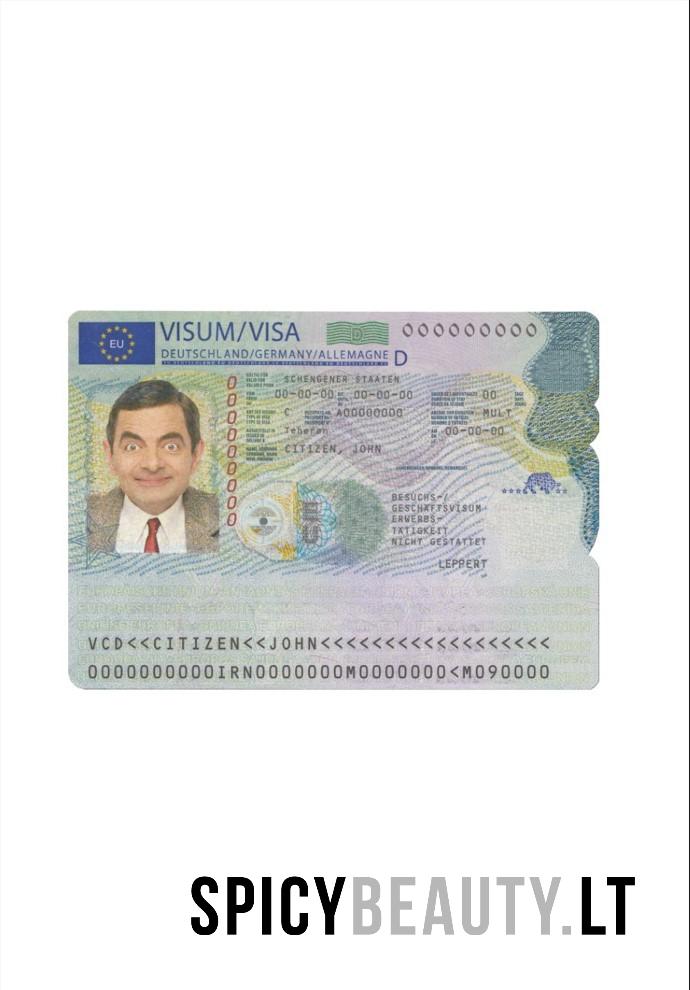 EU
VISUM/VISA
D
000000000
DEUTSCHLAND/GERMANY/ALLEMAGNE D
SCHENGENER STAATEN
00-00-00 00-00-00 00
C A00000000 MULT
Teheran 00-00-00
CITIZEN, JOHN
00000000
BESUCHS-/
GESCHÄFTSVISUM
ERWERBS-
TÄTIGKEIT
NICHT GESTATTET
LEPPERT
VCD<<CITIZEN<<JOHN<<<<<<<<<<<<<<<<<<
0000000000IRN0000000M0000000<M090000
SPICYBEAUTY.LT